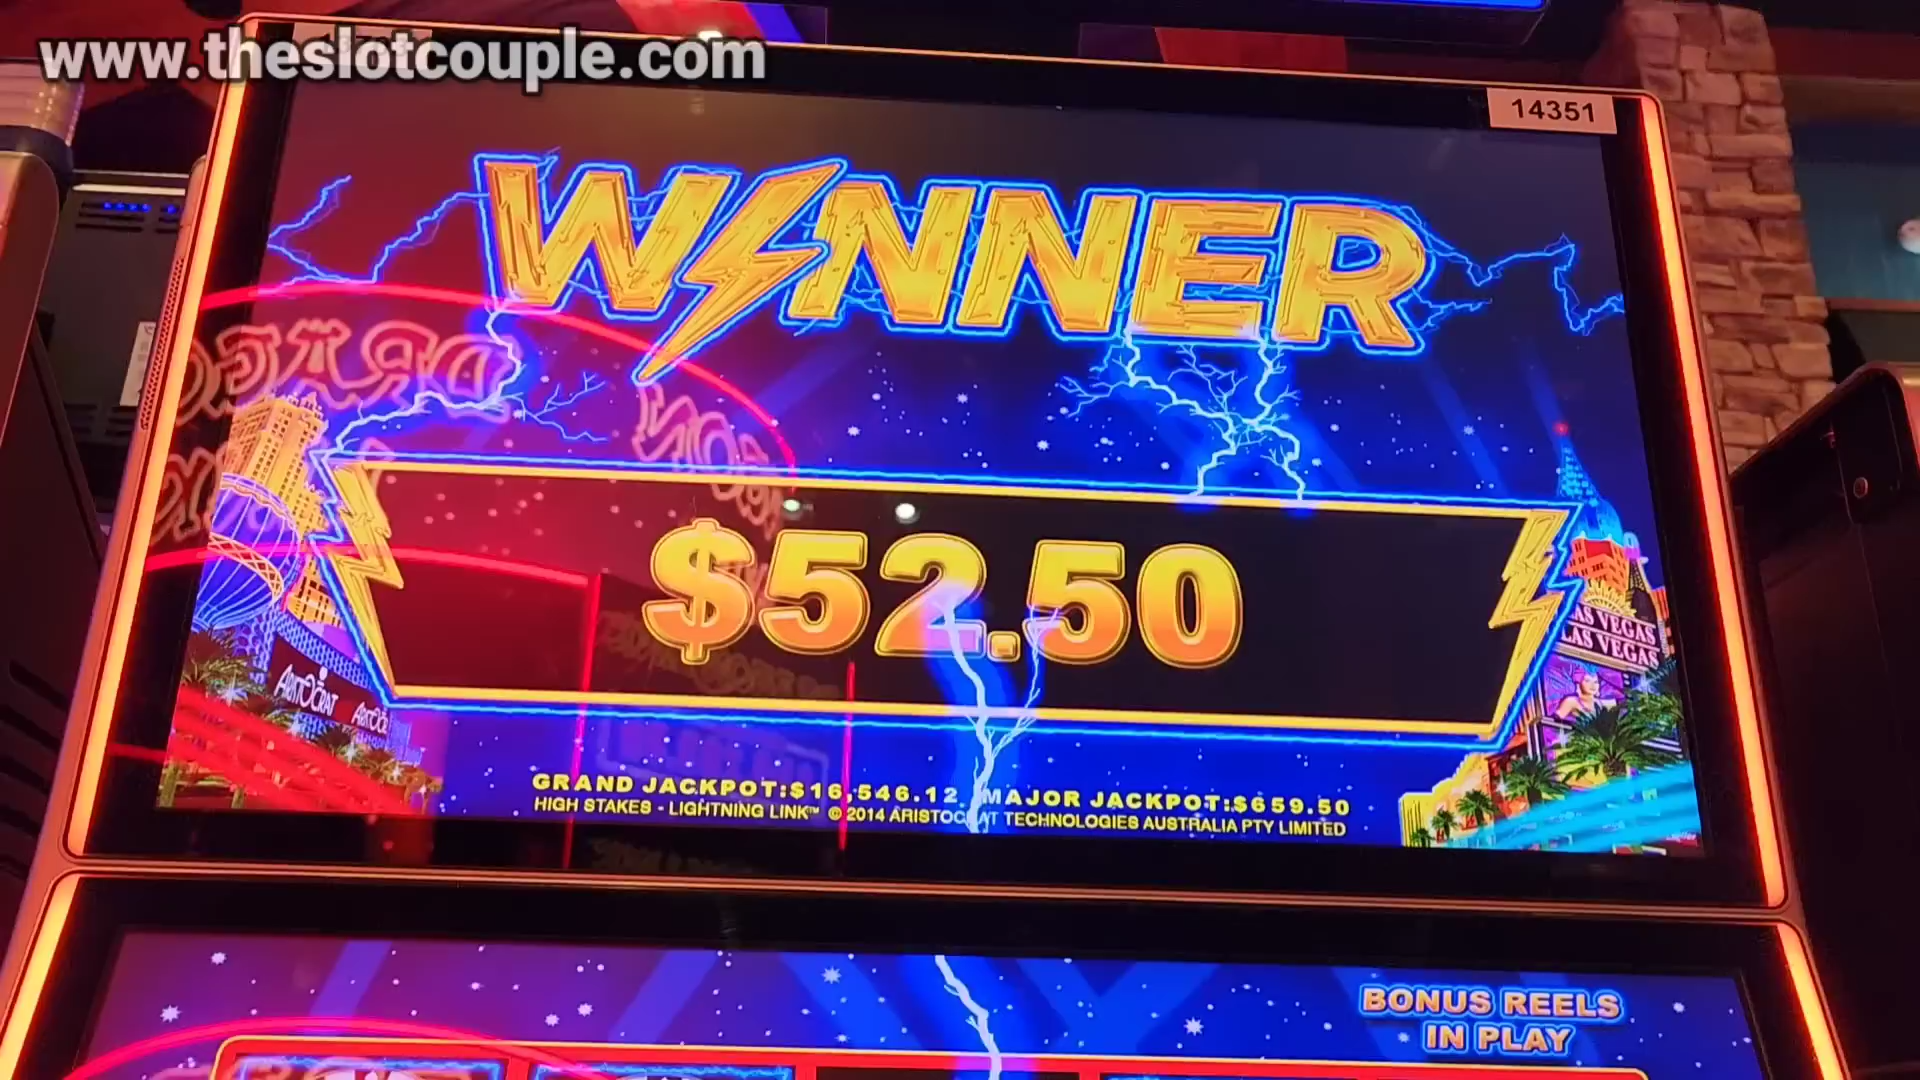 www.theslotcouple.com
14351
WINNER
$52.50
ARISTOCRAT
LAS VEGAS
LAS VEGAS
GRAND JACKPOT:$16,546.12 MAJOR JACKPOT:$659.50
HIGH STAKES - LIGHTNING LINK™ © 2014 ARISTOCRAT TECHNOLOGIES AUSTRALIA PTY LIMITED
BONUS REELS
IN PLAY